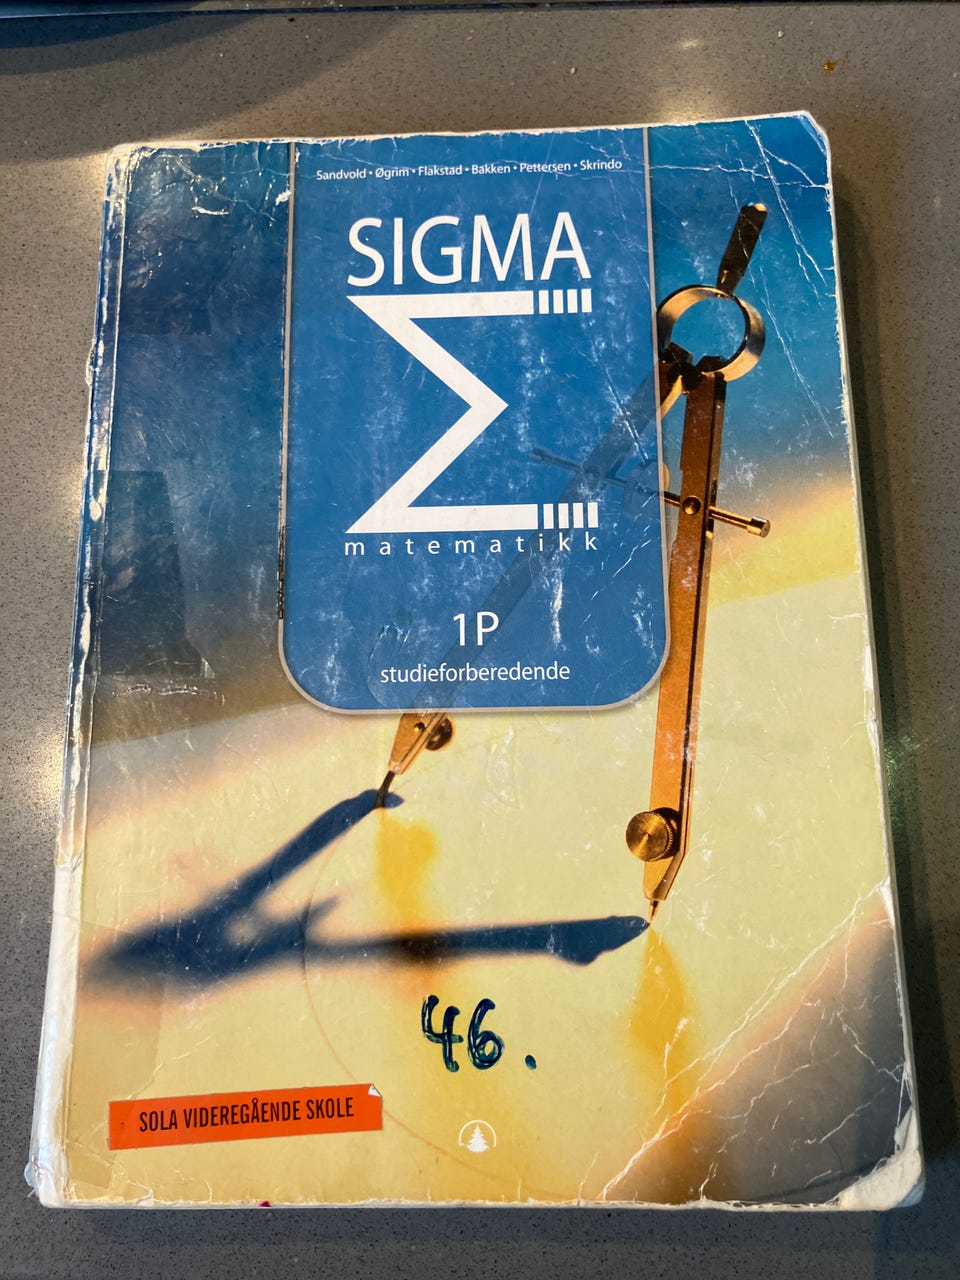 Sandvold • Øgrim • Flakstad • Bakken • Pettersen • Skrindo
SIGMA
matematikk
1P
studieforberedende
46.
SOLA VIDEREGÅENDE SKOLE